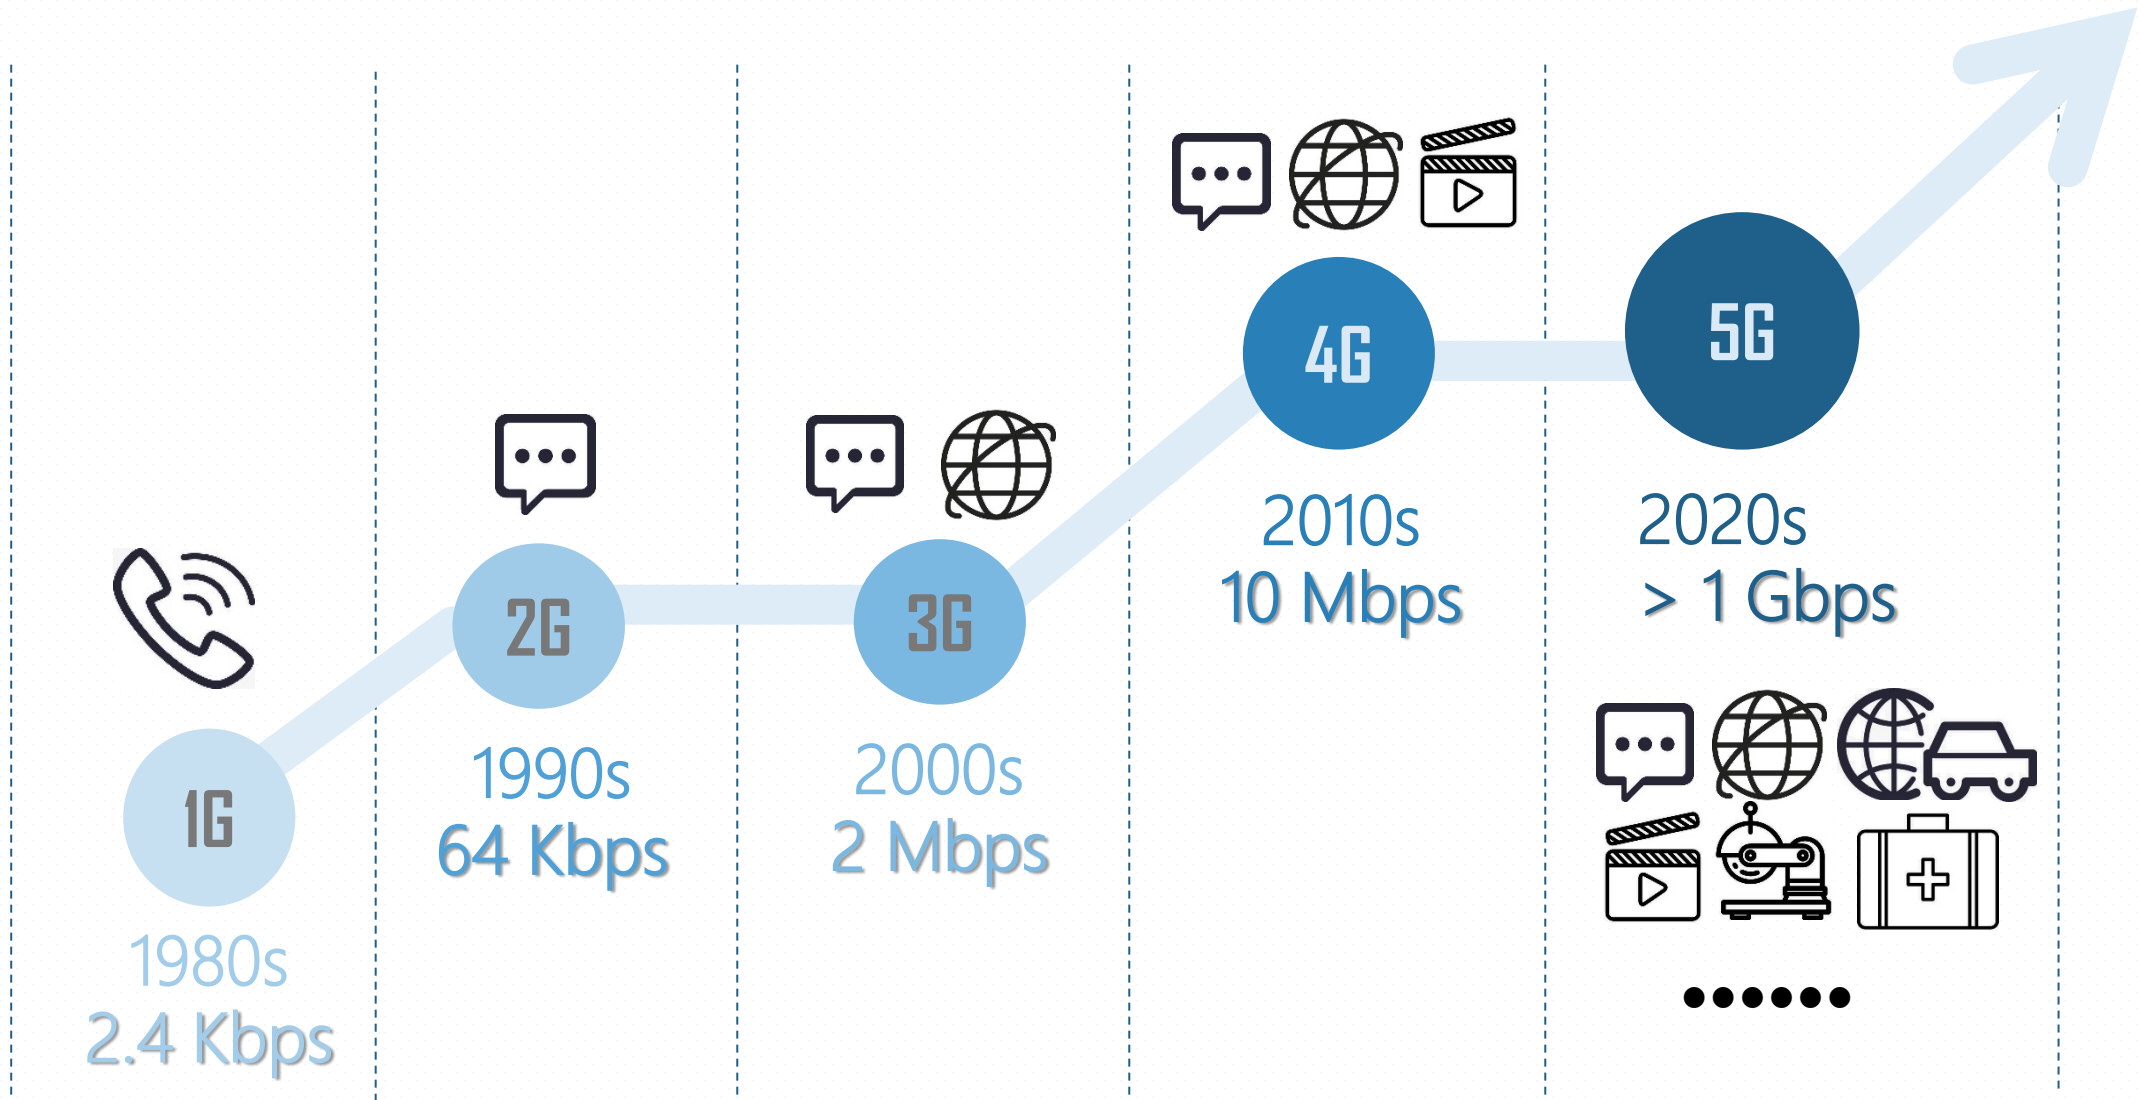 1G
1980s
2.4 Kbps
2G
1990s
64 Kbps
3G
2000s
2 Mbps
4G
2010s
10 Mbps
5G
2020s
> 1 Gbps